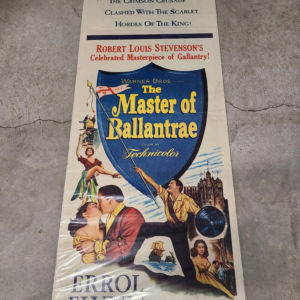 THE CRIMSON CRUSADE
CLASHED WITH THE SCARLET
HORDES OF THE KING!
ROBERT LOUIS STEVENSON'S
Celebrated Masterpiece of Gallantry!
WARNER BROS.
The
Master of
Ballantrae
COLOR BY
Technicolor
ERROL
FLYNN